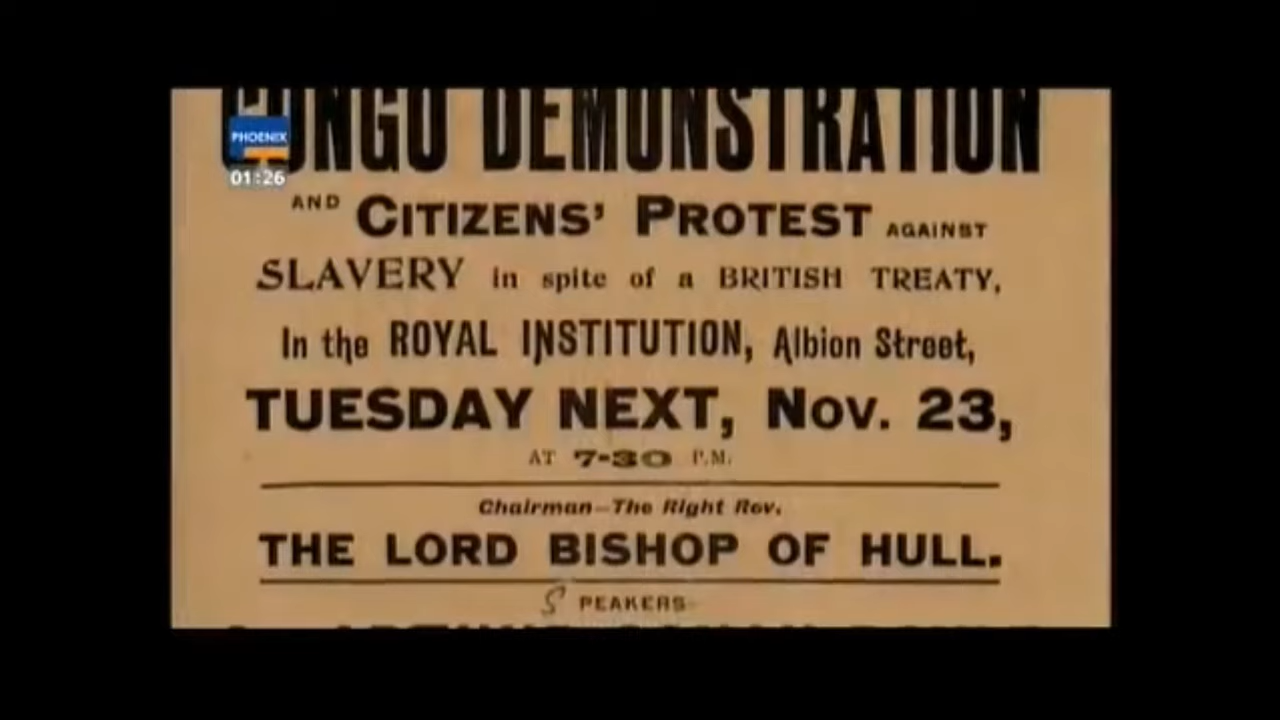 CONGO DEMONSTRATION
PHOENIX
01:26
AND CITIZENS' PROTEST AGAINST
SLAVERY in spite of a BRITISH TREATY,
In the ROYAL INSTITUTION, Albion Street,
TUESDAY NEXT, Nov. 23,
AT 7-30 P.M.
Chairman—The Right Rev.
THE LORD BISHOP OF HULL.
SPEAKERS-